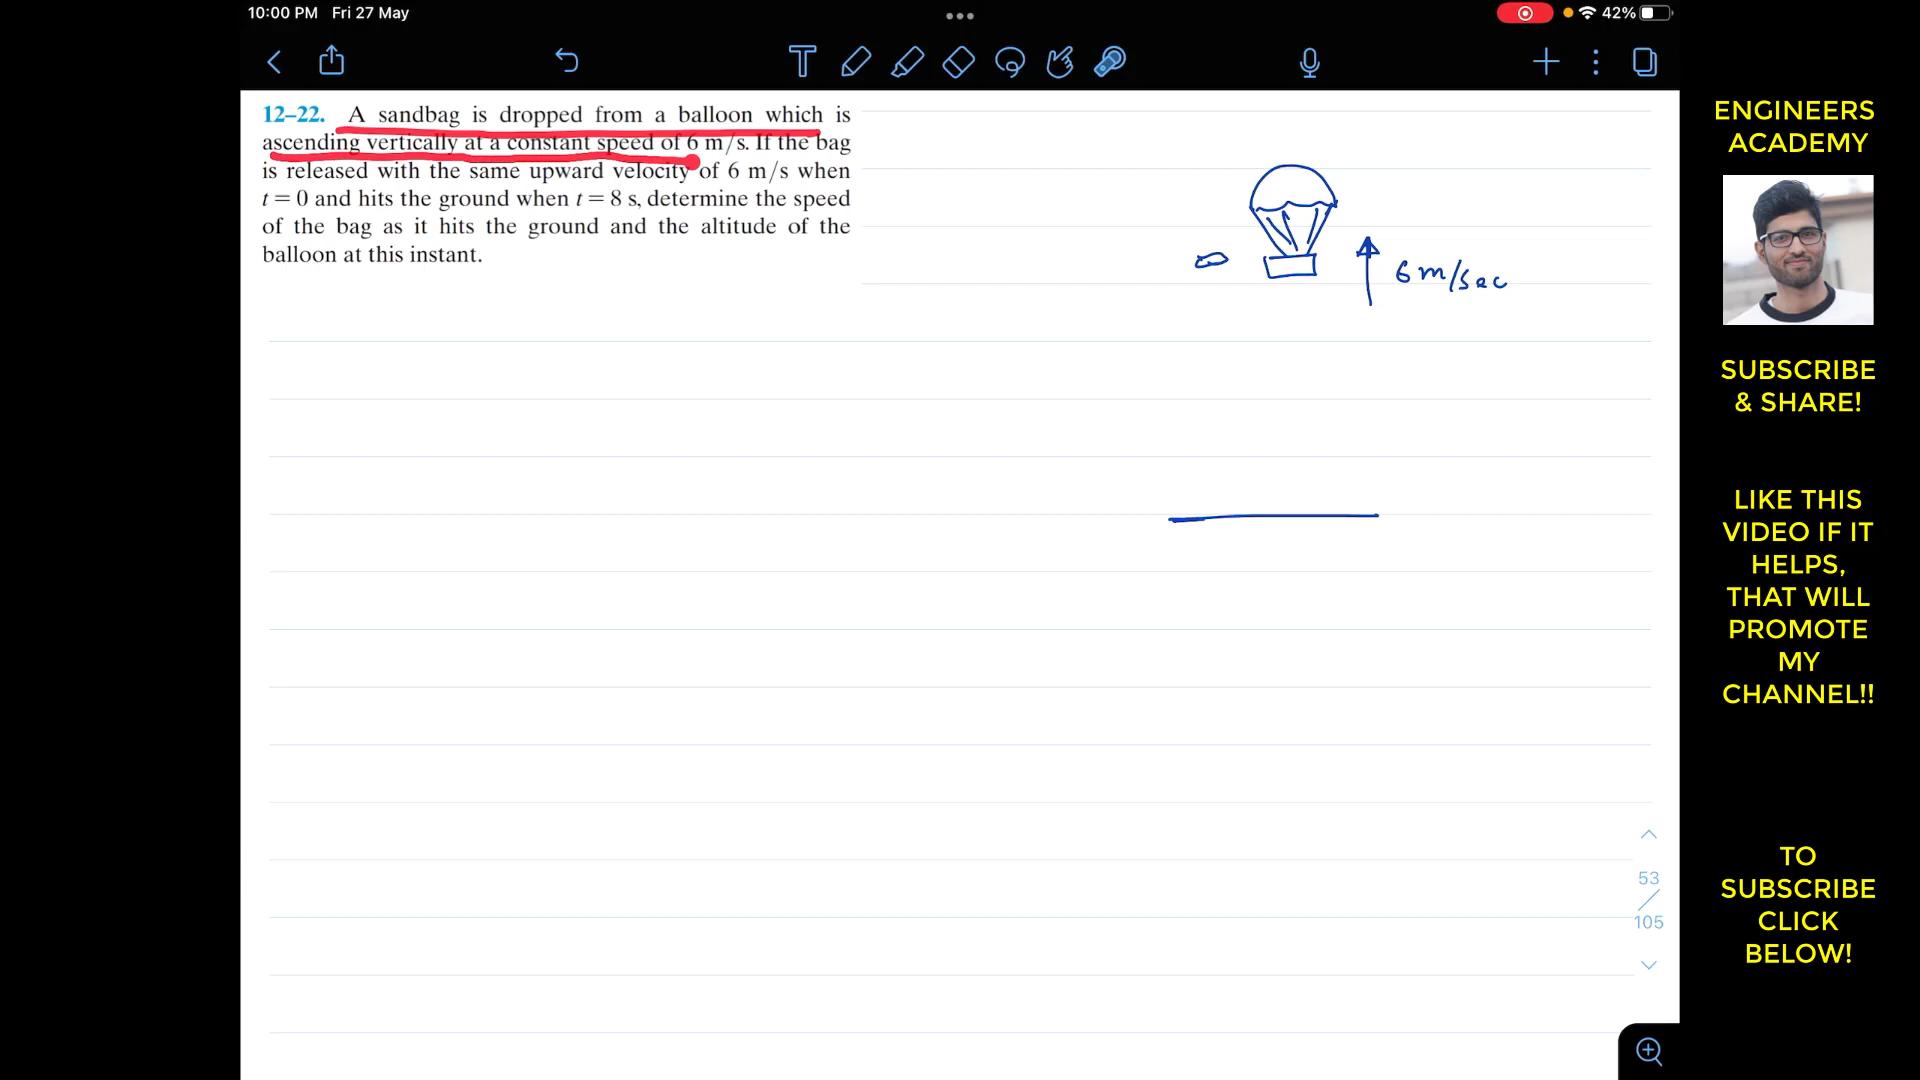 10:00 PM Fri 27 May
42%
12–22. A sandbag is dropped from a balloon which is
ascending vertically at a constant speed of 6 m/s. If the bag
is released with the same upward velocity of 6 m/s when
t = 0 and hits the ground when t = 8 s, determine the speed
of the bag as it hits the ground and the altitude of the
balloon at this instant.
6 m/sec
53
105
ENGINEERS
ACADEMY
SUBSCRIBE
& SHARE!
LIKE THIS
VIDEO IF IT
HELPS,
THAT WILL
PROMOTE
MY
CHANNEL!!
TO
SUBSCRIBE
CLICK
BELOW!